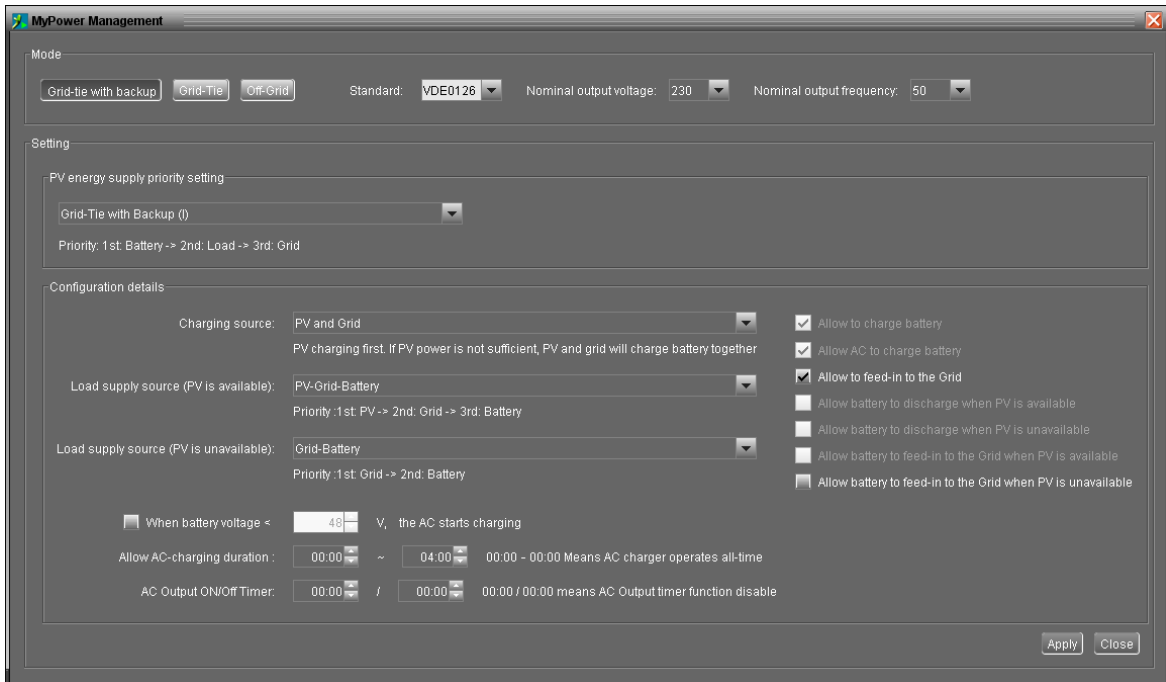 MyPower Management
Mode
Grid-tie with backup Grid-Tie Off-Grid Standard: VDE0126 Nominal output voltage: 230 Nominal output frequency: 50
Setting
PV energy supply priority setting
Grid-Tie with Backup (I)
Priority: 1st: Battery -> 2nd: Load -> 3rd: Grid
Configuration details
Charging source: PV and Grid Allow to charge battery
PV charging first. If PV power is not sufficient, PV and grid will charge battery together Allow AC to charge battery
Allow to feed-in to the Grid
Load supply source (PV is available): PV-Grid-Battery
Allow battery to discharge when PV is available
Priority :1st: PV -> 2nd: Grid -> 3rd: Battery
Allow battery to discharge when PV is unavailable
Load supply source (PV is unavailable): Grid-Battery
Allow battery to feed-in to the Grid when PV is available
Priority :1st: Grid -> 2nd: Battery
Allow battery to feed-in to the Grid when PV is unavailable
When battery voltage < 48 V, the AC starts charging
Allow AC-charging duration : 00:00 ~ 04:00 00:00 - 00:00 Means AC charger operates all-time
AC Output ON/Off Timer: 00:00 / 00:00 00:00 / 00:00 means AC Output timer function disable
Apply Close